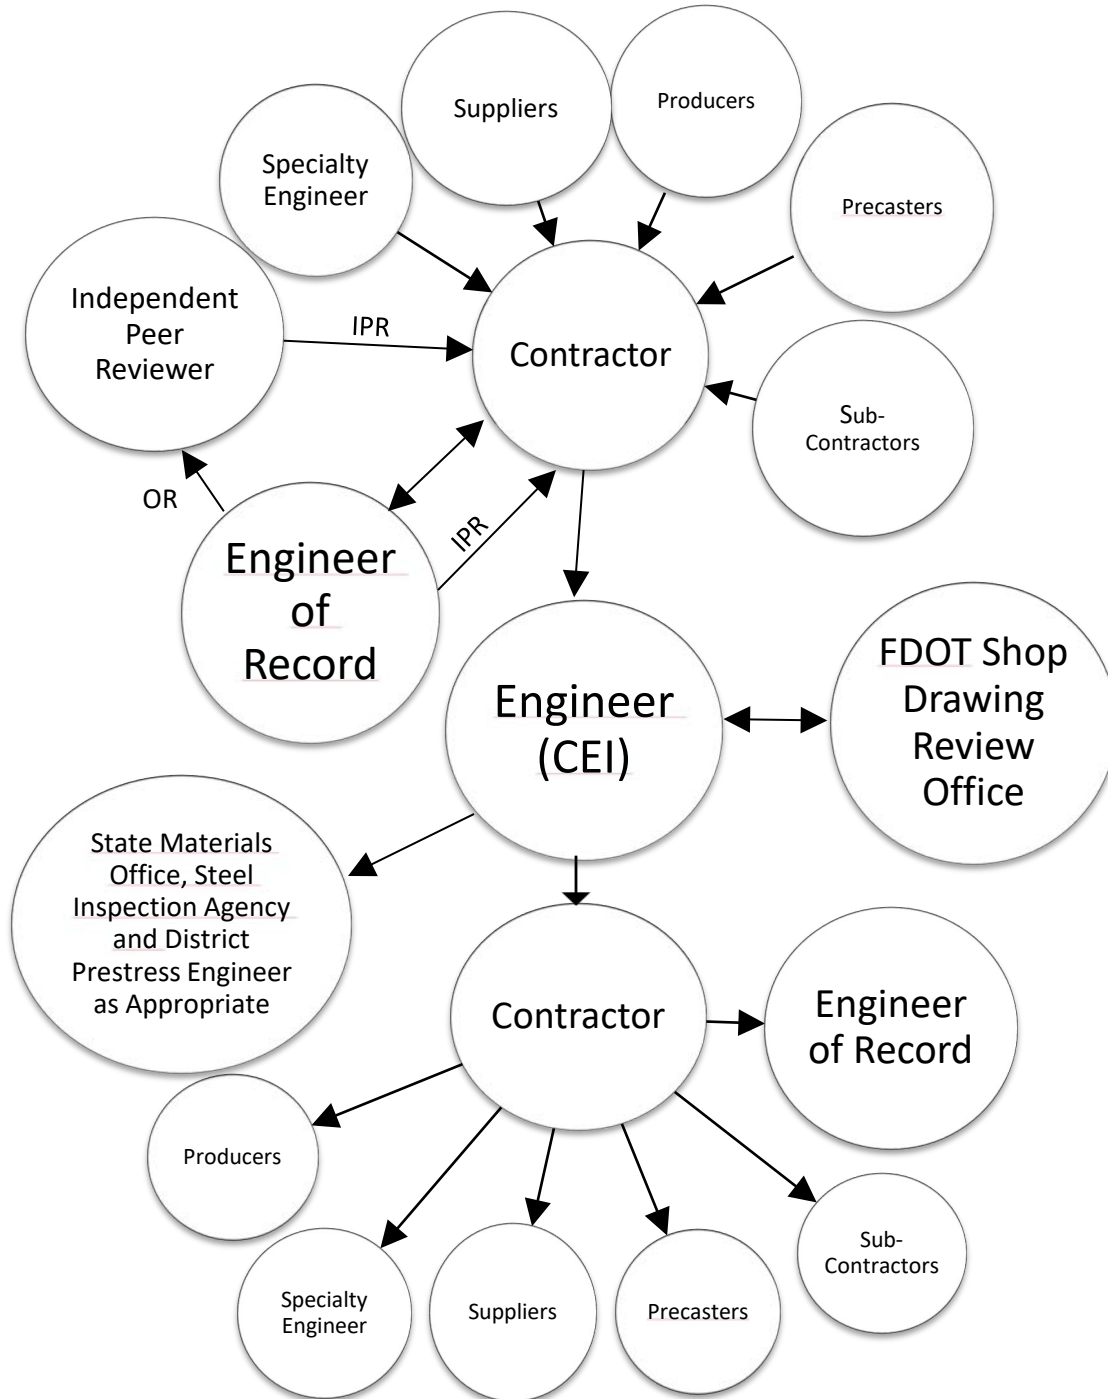 Suppliers
Producers
Specialty
Engineer
Precasters
Independent
Peer
Reviewer
IPR
Contractor
Sub-
Contractors
OR
IPR
Engineer
of
Record
Engineer
(CEI)
FDOT Shop
Drawing
Review
Office
State Materials
Office, Steel
Inspection Agency
and District
Prestress Engineer
as Appropriate
Contractor
Engineer
of Record
Producers
Specialty
Engineer
Suppliers
Precasters
Sub-
Contractors